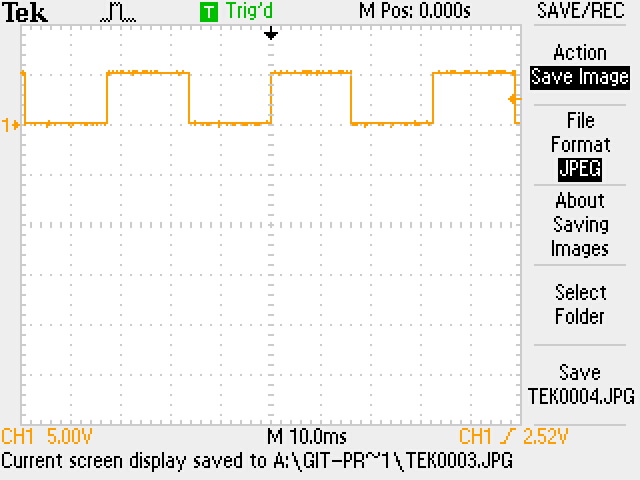 Tek T Trig'd M Pos: 0.000s SAVE/REC
Action
Save Image
File
Format
JPEG
About
Saving
Images
Select
Folder
Save
TEK0004.JPG
1
CH1 5.00V M 10.0ms CH1 2.52V
Current screen display saved to A:\GIT-PR~1\TEK0003.JPG